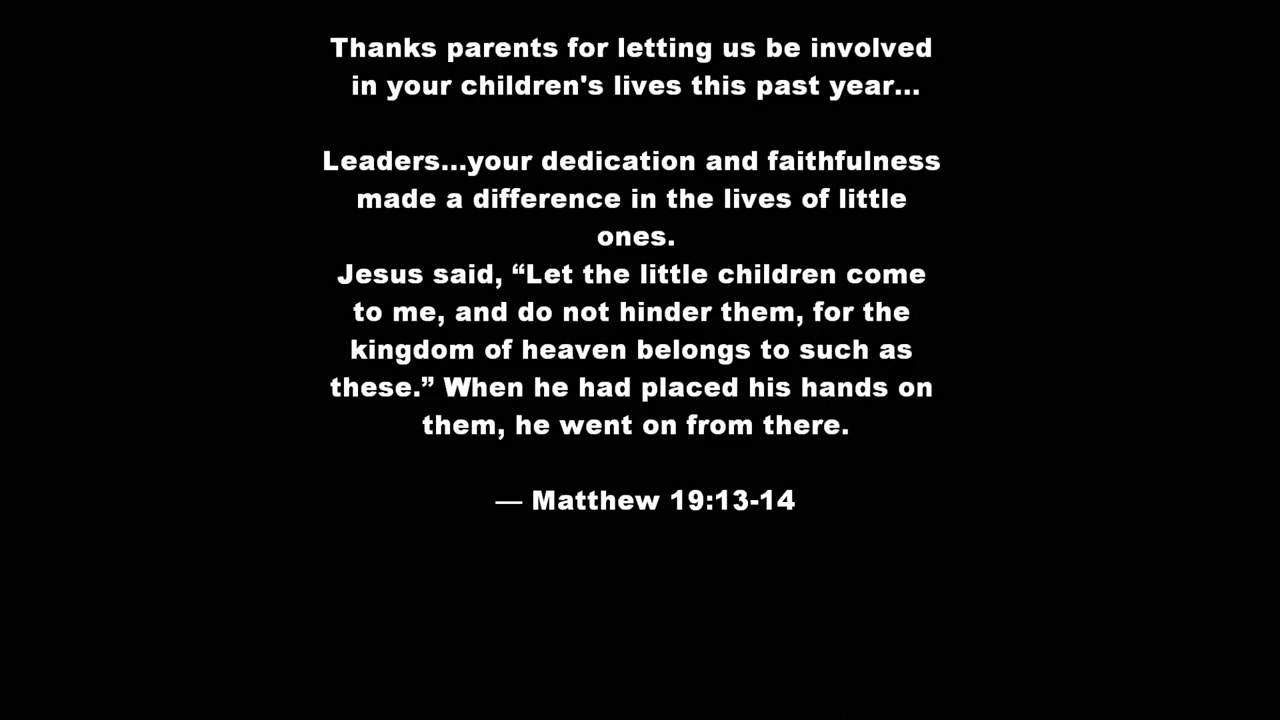 Thanks parents for letting us be involved
in your children's lives this past year...
Leaders...your dedication and faithfulness
made a difference in the lives of little
ones.
Jesus said, “Let the little children come
to me, and do not hinder them, for the
kingdom of heaven belongs to such as
these.” When he had placed his hands on
them, he went on from there.
— Matthew 19:13-14